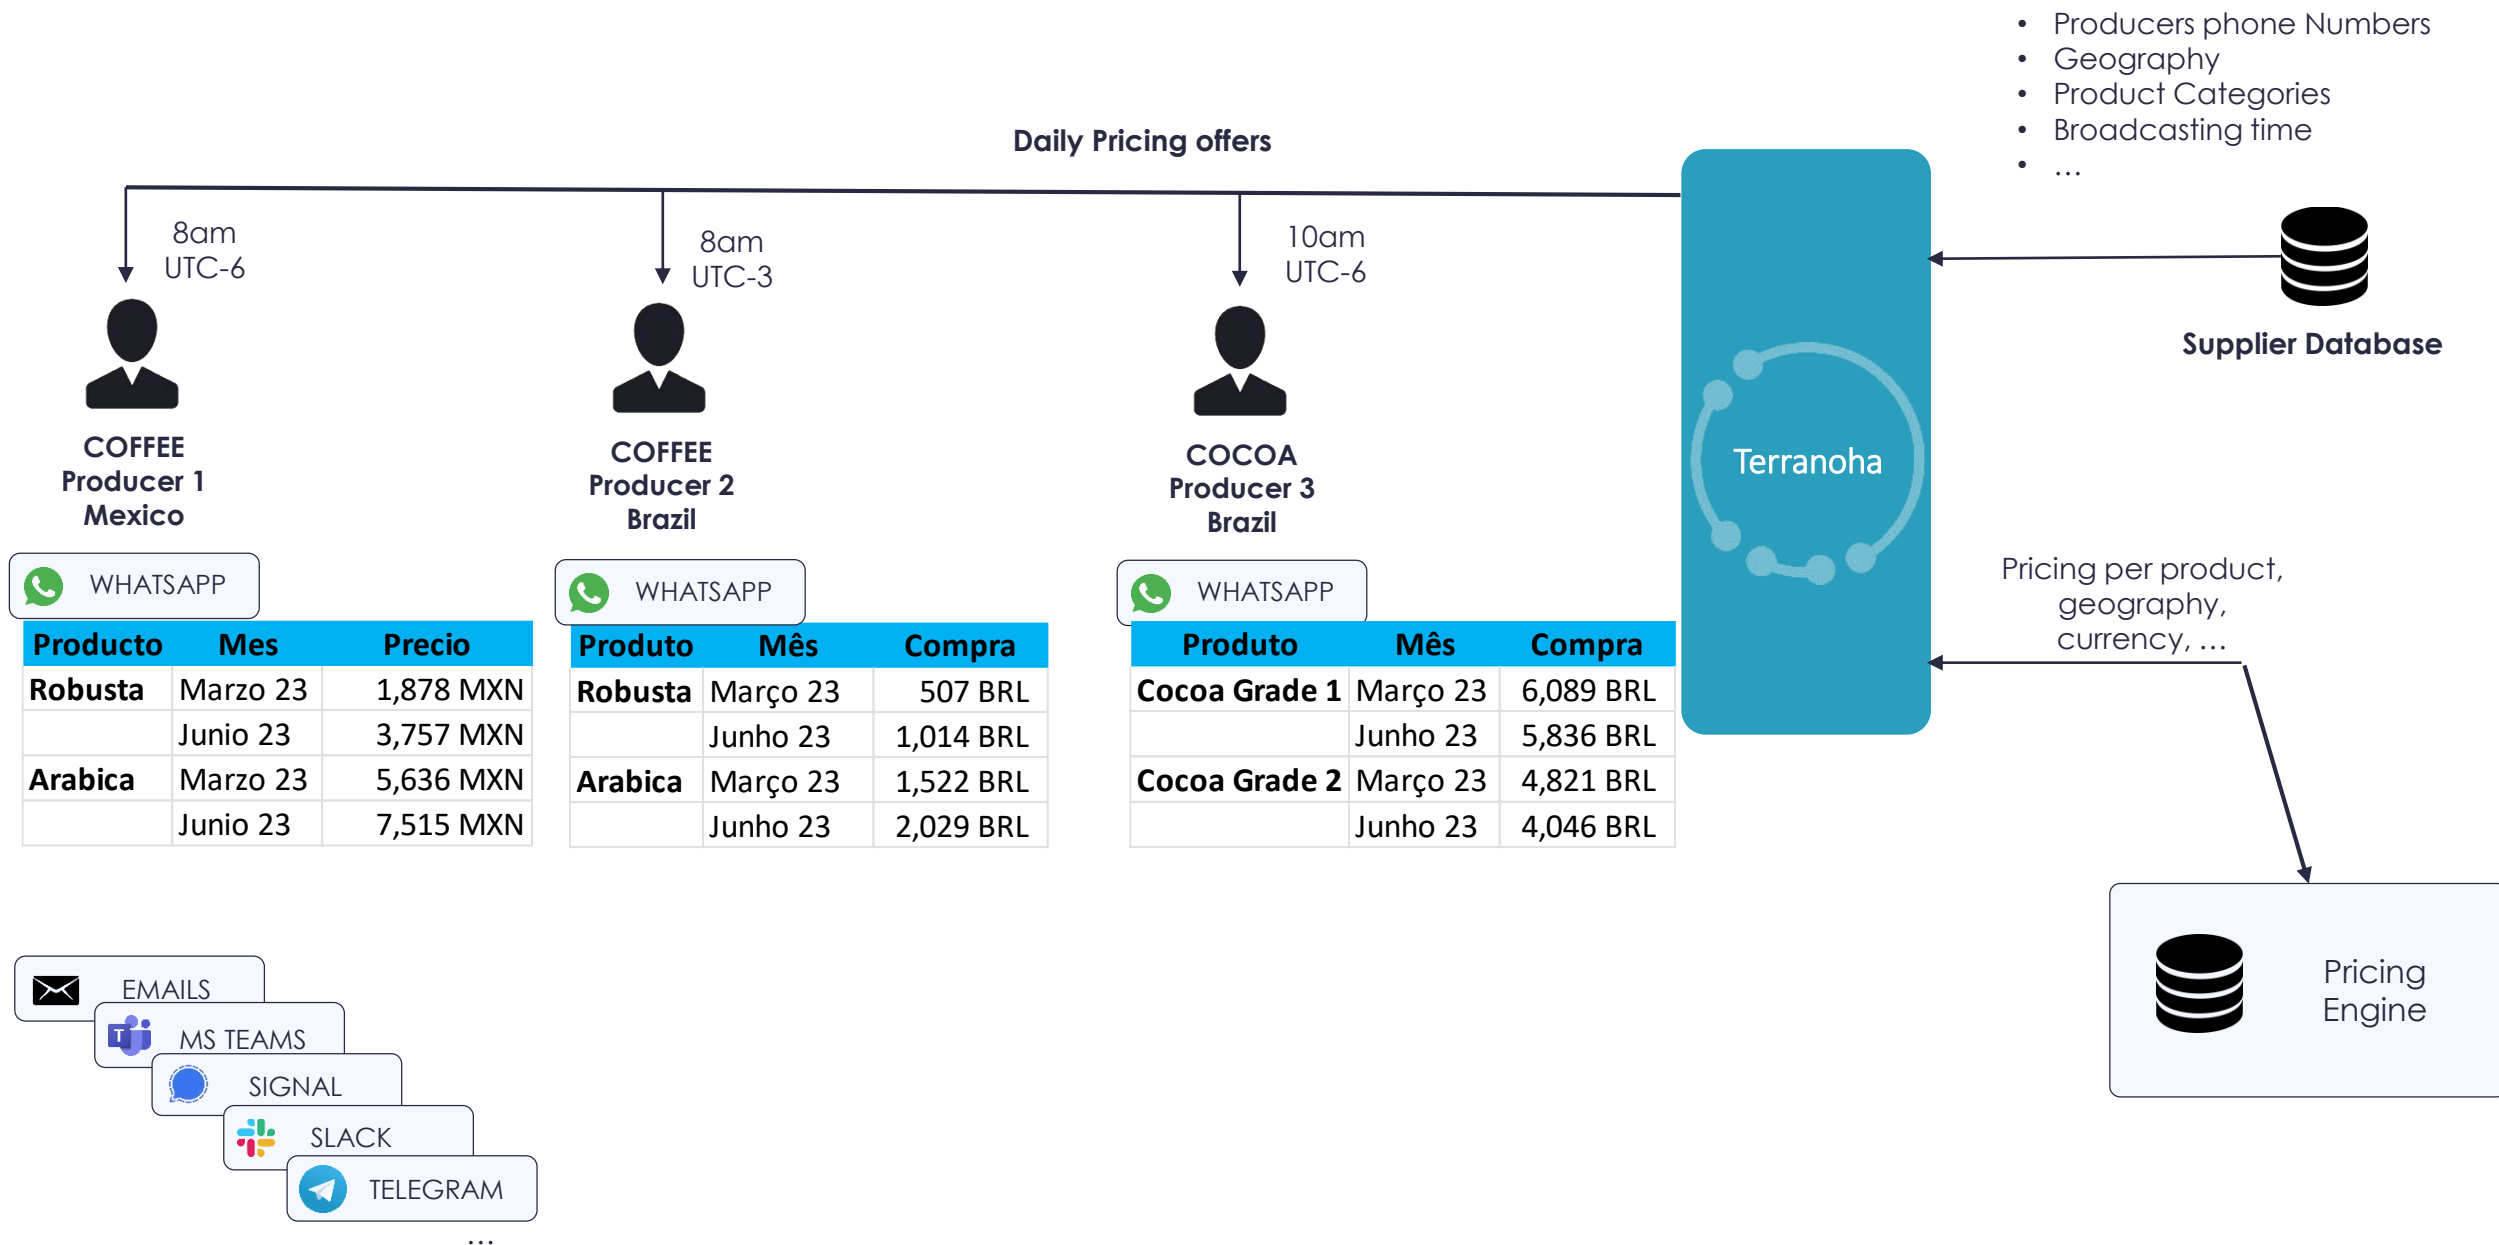 • Producers phone Numbers
• Geography
• Product Categories
• Broadcasting time
• ...
Daily Pricing offers
8am
UTC-6
8am
UTC-3
10am
UTC-6
Supplier Database
COFFEE
Producer 1
Mexico
COFFEE
Producer 2
Brazil
COCOA
Producer 3
Brazil
Terranoha
WHATSAPP
Producto Mes Precio
Robusta Marzo 23 1,878 MXN
Junio 23 3,757 MXN
Arabica Marzo 23 5,636 MXN
Junio 23 7,515 MXN
WHATSAPP
Produto Mês Compra
Robusta Março 23 507 BRL
Junho 23 1,014 BRL
Arabica Março 23 1,522 BRL
Junho 23 2,029 BRL
WHATSAPP
Produto Mês Compra
Cocoa Grade 1 Março 23 6,089 BRL
Junho 23 5,836 BRL
Cocoa Grade 2 Março 23 4,821 BRL
Junho 23 4,046 BRL
Pricing per product,
geography,
currency, ...
Pricing
Engine
EMAILS
T
MS TEAMS
SIGNAL
SLACK
TELEGRAM
...